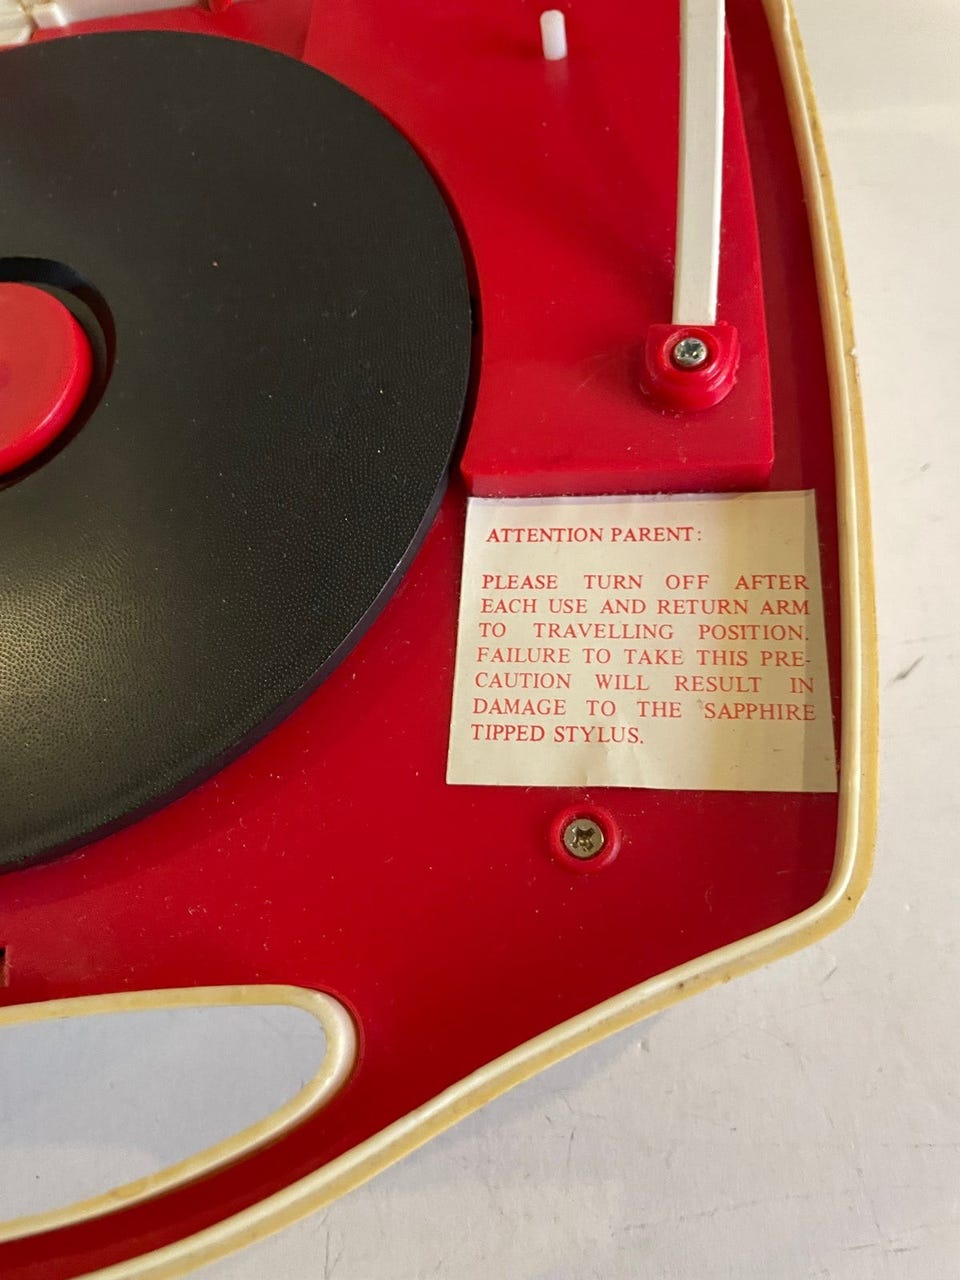 ATTENTION PARENT:
PLEASE TURN OFF AFTER
EACH USE AND RETURN ARM
TO TRAVELLING POSITION.
FAILURE TO TAKE THIS PRE-
CAUTION WILL RESULT IN
DAMAGE TO THE SAPPHIRE
TIPPED STYLUS.